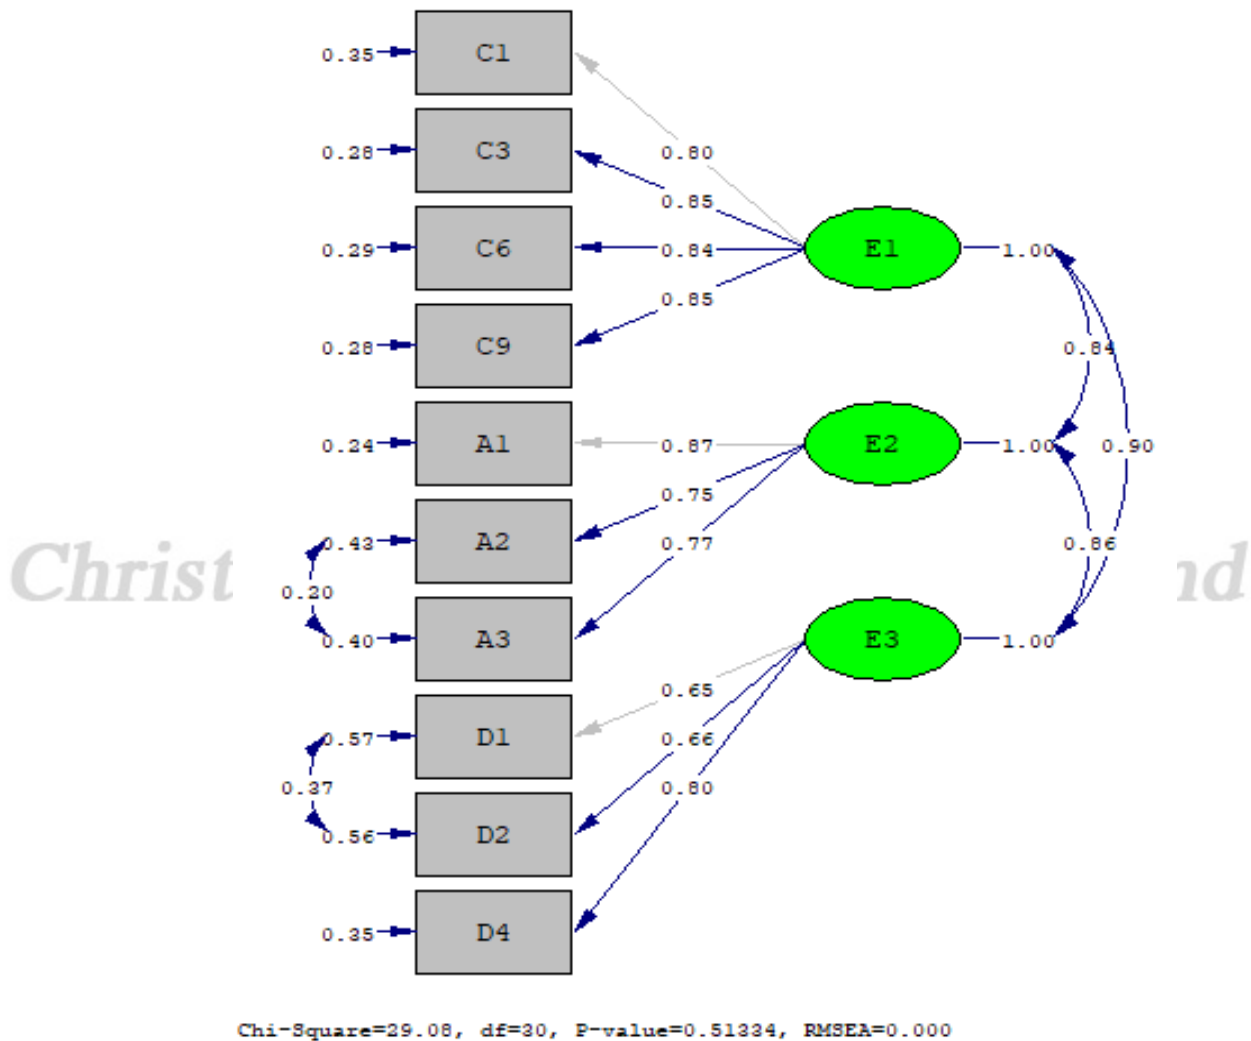 0.35 C1
0.80
0.28 C3
0.85
0.29 C6 0.84 E1 1.00
0.85
0.28 C9 0.84
0.24 A1 0.87 E2 1.00 0.90
0.75
0.43 A2 0.77 0.86
Christ nd
0.20
0.40 A3 E3 1.00
0.65
0.57 D1 0.66
0.37 0.80
0.56 D2
0.35 D4
Chi-Square=29.08, df=30, P-value=0.51334, RMSEA=0.000